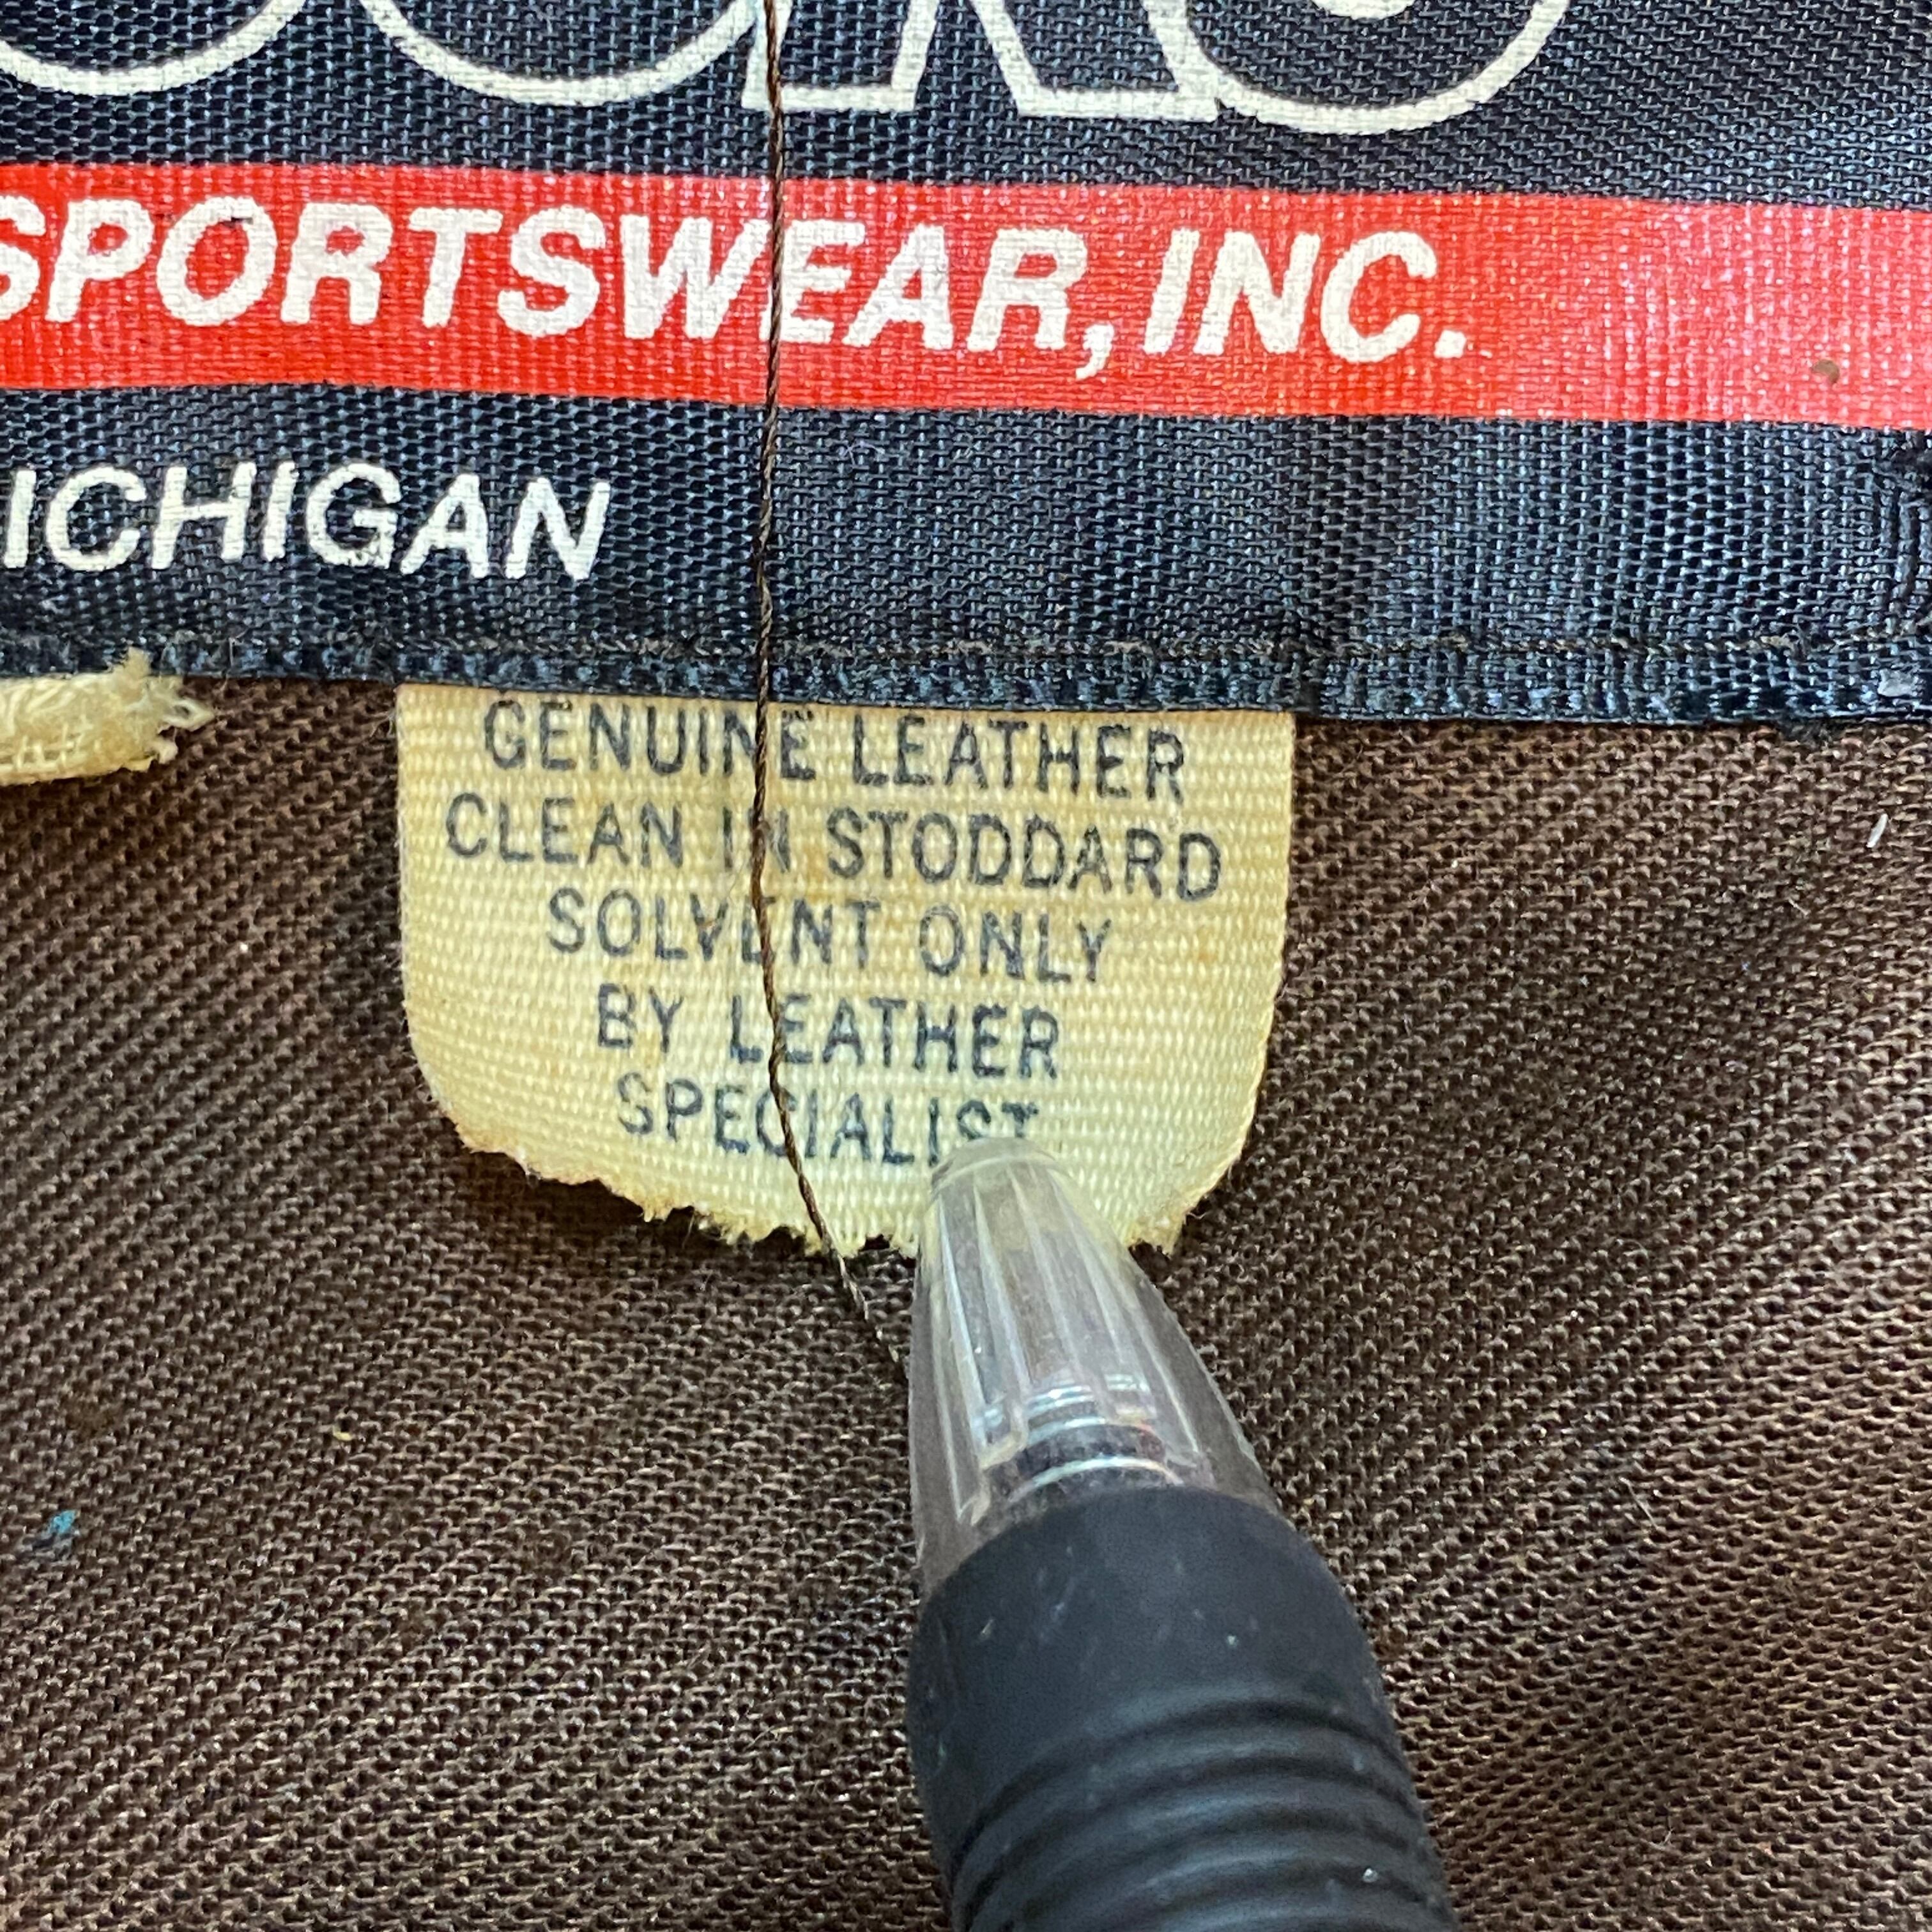 SPORTSWEAR, INC.
ICHIGAN
GENUINE LEATHER
CLEAN IN STODDARD
SOLVENT ONLY
BY LEATHER
SPECIALIST